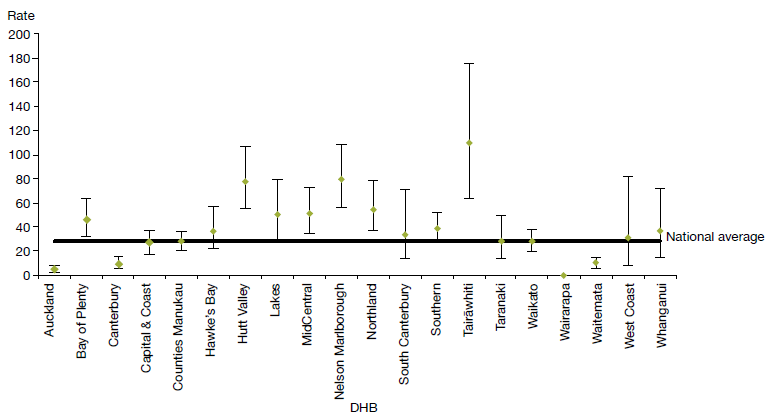 Rate
200
180
160
140
120
100
80
60
40
20
0
National average
Auckland
Bay of Plenty
Canterbury
Capital & Coast
Counties Manukau
Hawke's Bay
Hutt Valley
Lakes
MidCentral
Nelson Marlborough
Northland
South Canterbury
Southern
Tairāwhiti
Taranaki
Waikato
Wairarapa
Waitemata
West Coast
Whanganui
DHB